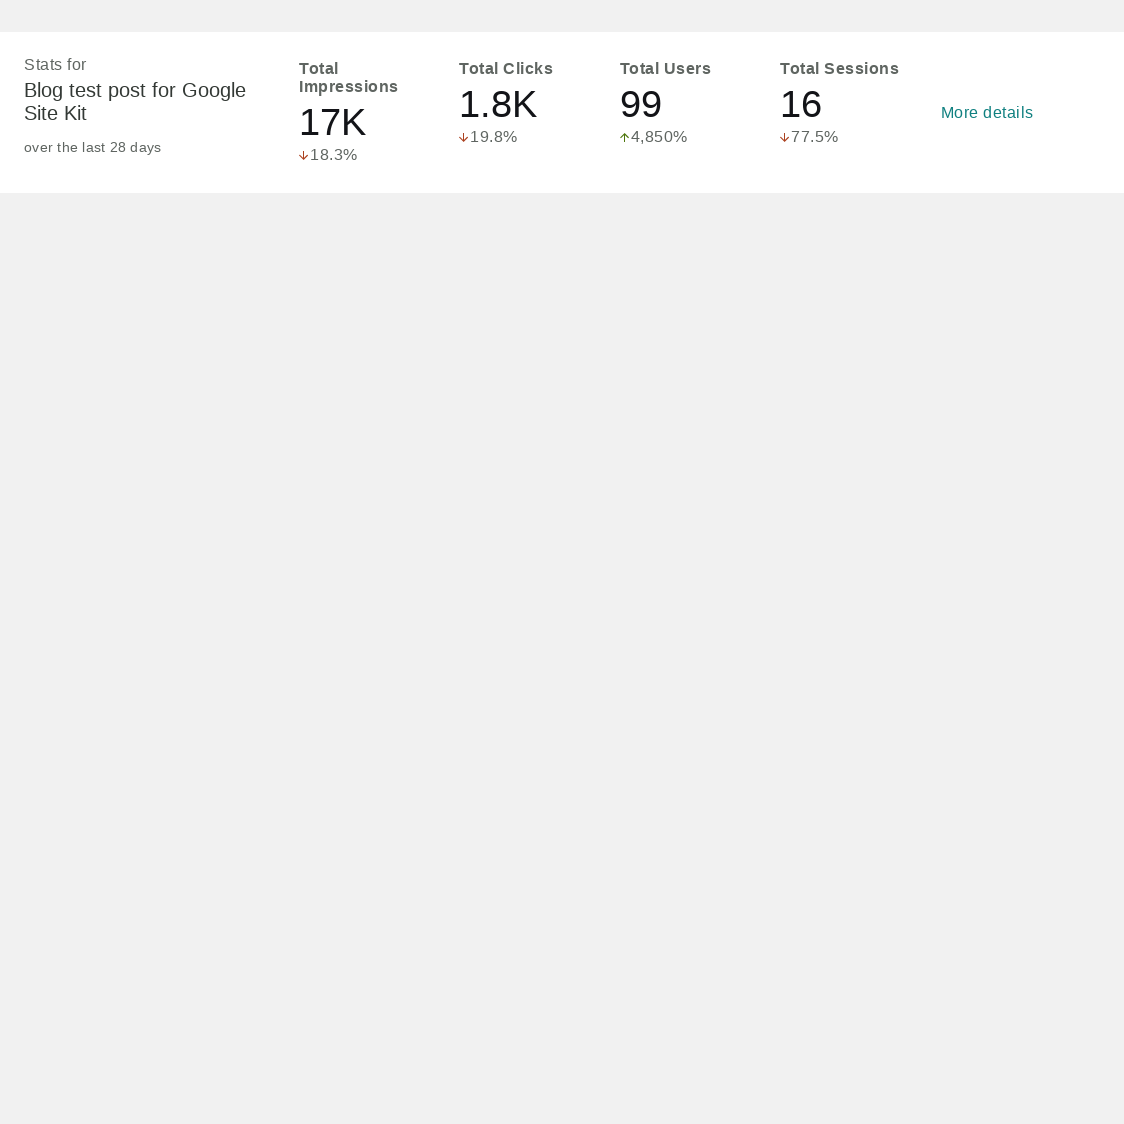 Stats for
Blog test post for Google
Site Kit
over the last 28 days
Total
Impressions
17K
↓18.3%
Total Clicks
1.8K
↓19.8%
Total Users
99
↑4,850%
Total Sessions
16
↓77.5%
More details